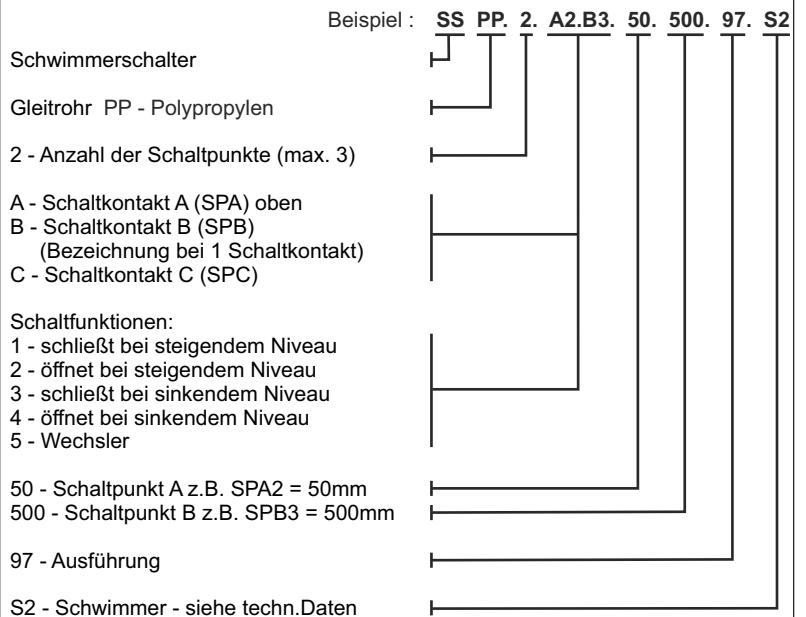 Beispiel : SS PP. 2. A2.B3. 50. 500. 97. S2
Schwimmerschalter
Gleitrohr PP - Polypropylen
2 - Anzahl der Schaltpunkte (max. 3)
A - Schaltkontakt A (SPA) oben
B - Schaltkontakt B (SPB)
(Bezeichnung bei 1 Schaltkontakt)
C - Schaltkontakt C (SPC)
Schaltfunktionen:
1 - schließt bei steigendem Niveau
2 - öffnet bei steigendem Niveau
3 - schließt bei sinkendem Niveau
4 - öffnet bei sinkendem Niveau
5 - Wechsler
50 - Schaltpunkt A z.B. SPA2 = 50mm
500 - Schaltpunkt B z.B. SPB3 = 500mm
97 - Ausführung
S2 - Schwimmer - siehe techn.Daten